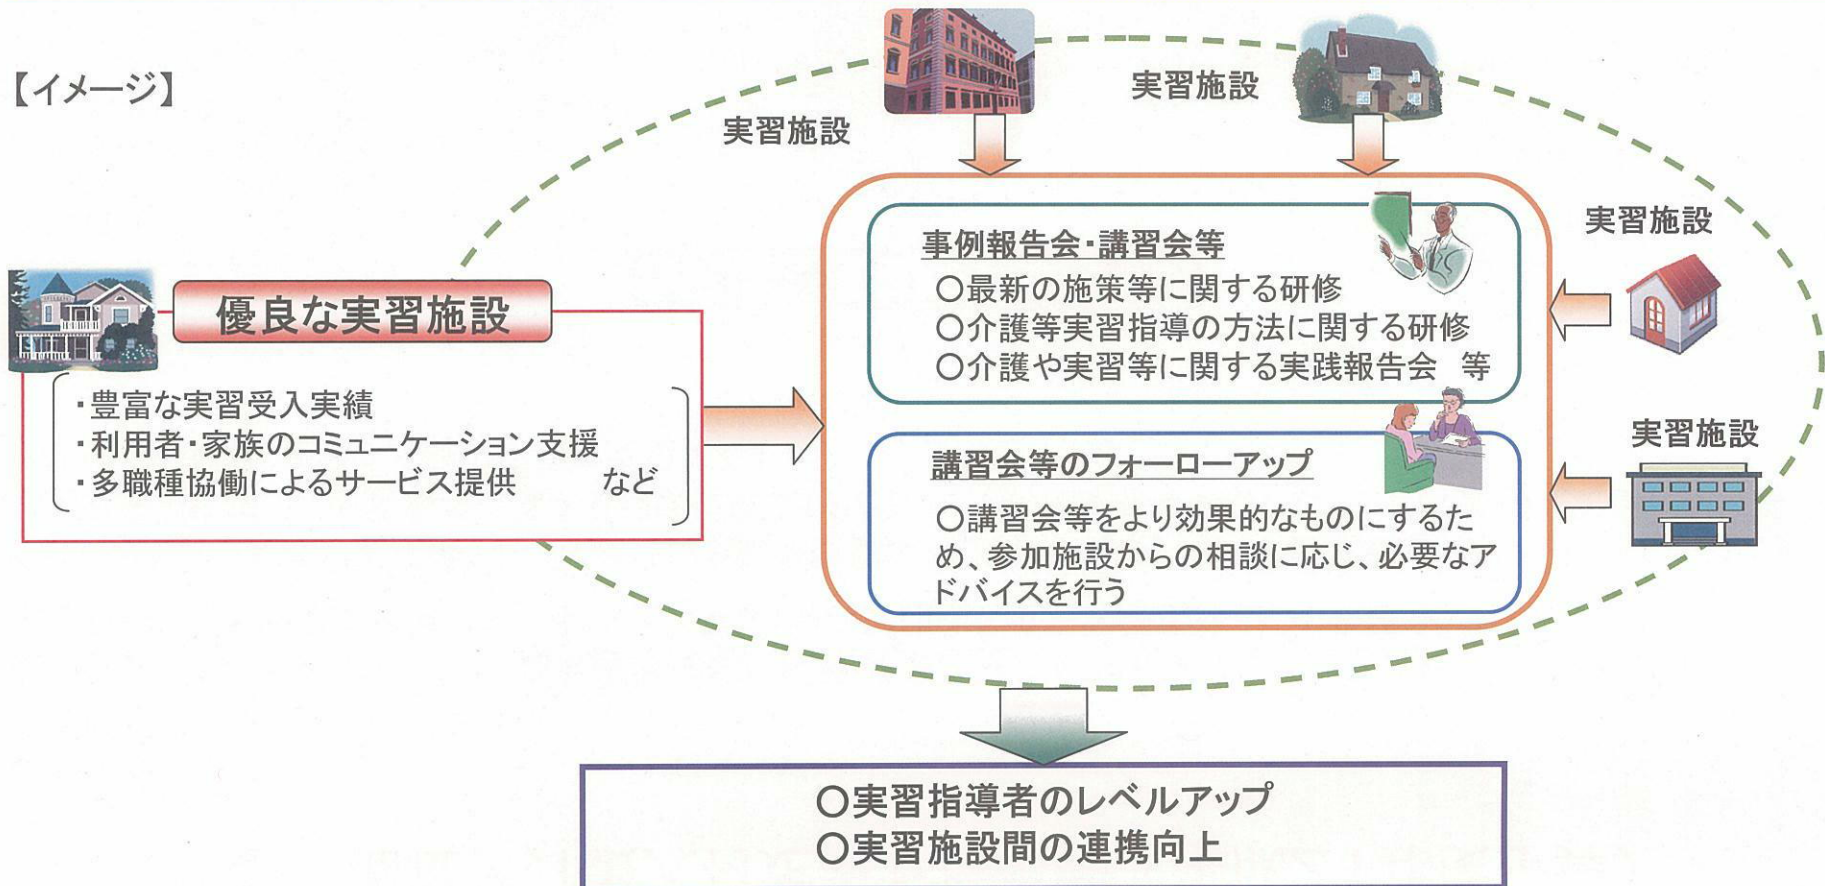 【イメージ】
実習施設
実習施設
実習施設
実習施設
優良な実習施設
・豊富な実習受入実績
・利用者・家族のコミュニケーション支援
・多職種協働によるサービス提供　など
事例報告会・講習会等
○最新の施策等に関する研修
○介護等実習指導の方法に関する研修
○介護や実習等に関する実践報告会　等
講習会等のフォーローアップ
○講習会等をより効果的なものにするた
め、参加施設からの相談に応じ、必要なア
ドバイスを行う
○実習指導者のレベルアップ
○実習施設間の連携向上